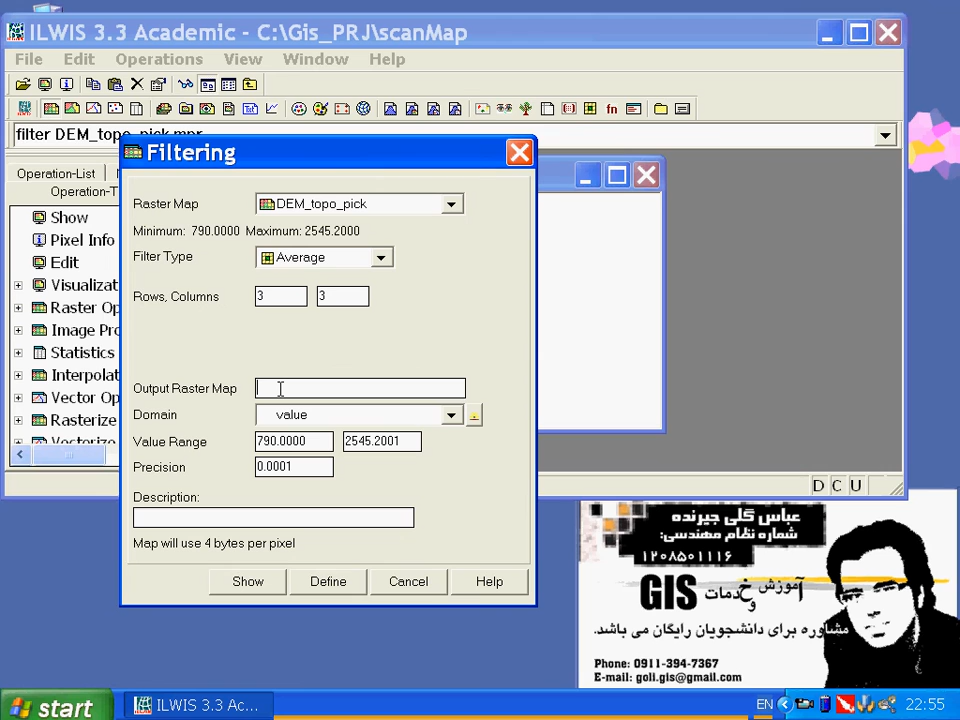 ILWIS 3.3 Academic - C:\Gis_PRJ\scanMap
File Edit Operations View Window Help
filter DEM_topo_pick.mpr
Filtering
Operation-List
Operation-T
Show
Pixel Info
Edit
Visualizat
Raster Op
Image Pro
Statistics
Interpolat
Vector Op
Rasterize
Vectorize
Raster Map DEM_topo_pick
Minimum: 790.0000 Maximum: 2545.2000
Filter Type Average
Rows, Columns 3 3
Output Raster Map
Domain value
Value Range 790.0000 2545.2001
Precision 0.0001
Description:
Map will use 4 bytes per pixel
Show Define Cancel Help
D C U
عباس گلی جیرنده
شماره نظام مهندسی:
۱۲۰۸۵۰۱۱۱۶
آموزش و خدمات GIS
مشاوره برای دانشجویان رایگان می باشد.
Phone: 0911-394-7367
E-mail: goli.gis@gmail.com
start ILWIS 3.3 Ac... EN 22:55